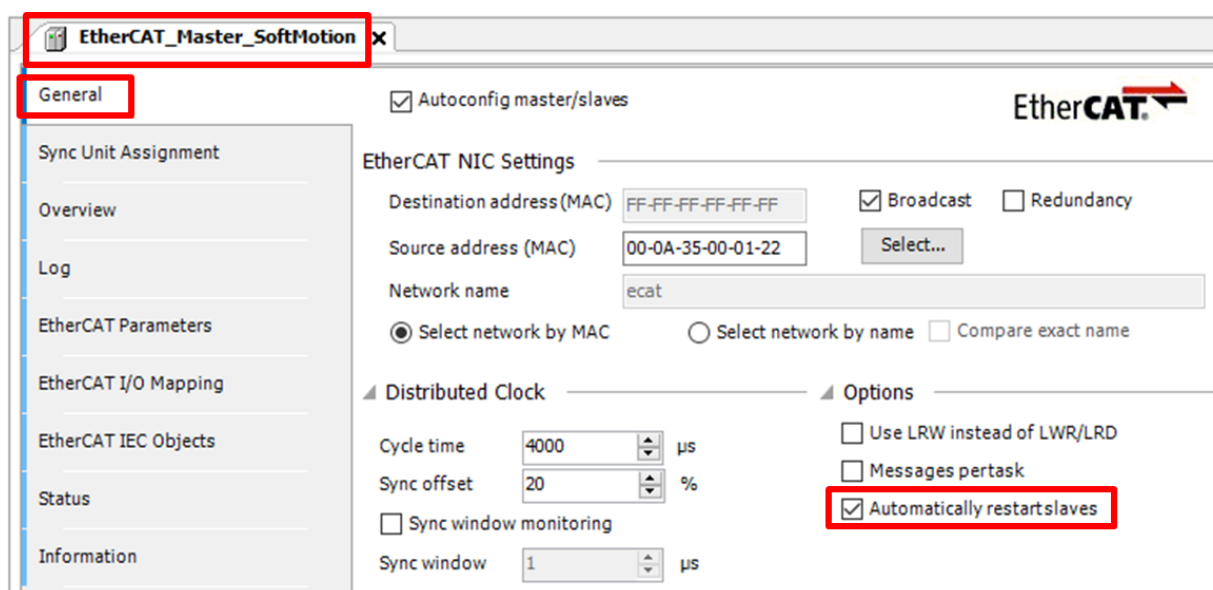 EtherCAT_Master_SoftMotion x
General
Sync Unit Assignment
Overview
Log
EtherCAT Parameters
EtherCAT I/O Mapping
EtherCAT IEC Objects
Status
Information
Autoconfig master/slaves
EtherCAT.
EtherCAT NIC Settings
Destination address (MAC) FF-FF-FF-FF-FF-FF Broadcast Redundancy
Source address (MAC) 00-0A-35-00-01-22 Select...
Network name ecat
Select network by MAC Select network by name Compare exact name
Distributed Clock
Cycle time 4000 µs
Sync offset 20 %
Sync window monitoring
Sync window 1 µs
Options
Use LRW instead of LWR/LRD
Messages per task
Automatically restart slaves